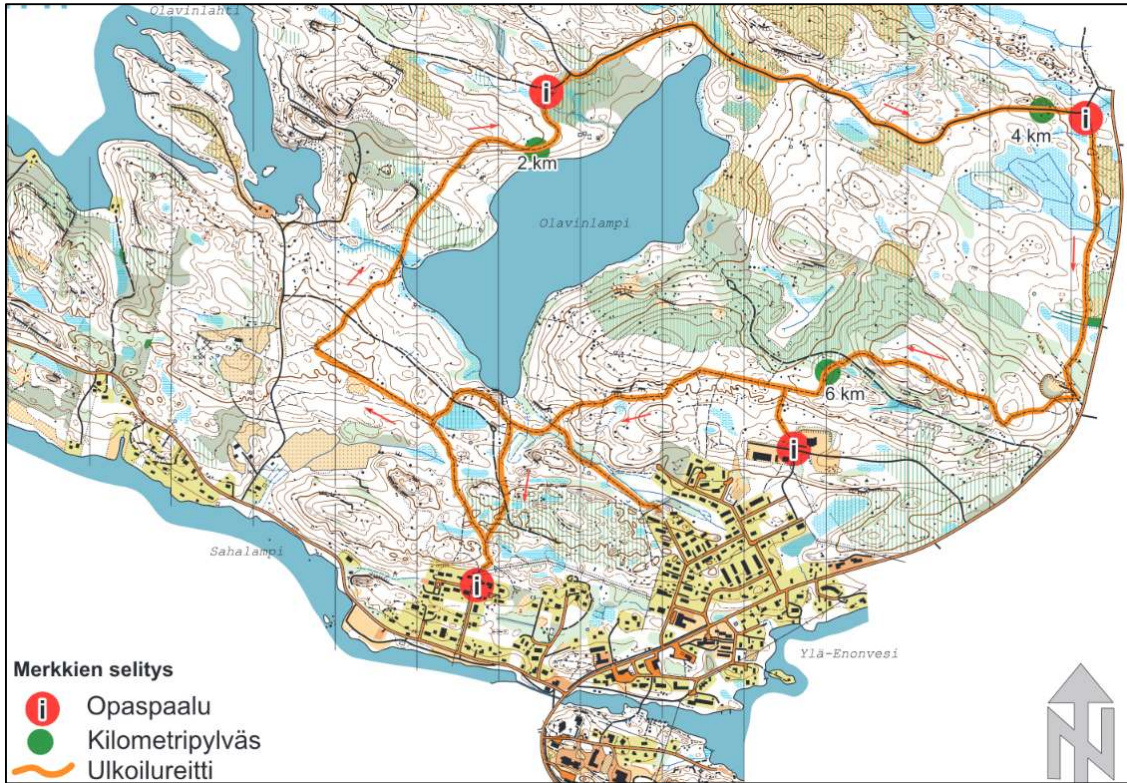 Olavinlahti
i
2 km
4 km
i
Olavinlampi
6 km
i
Sahalampi
i
Ylä-Enonvesi
Merkkien selitys
i Opaspaalu
Kilometripylväs
Ulkoilureitti
N